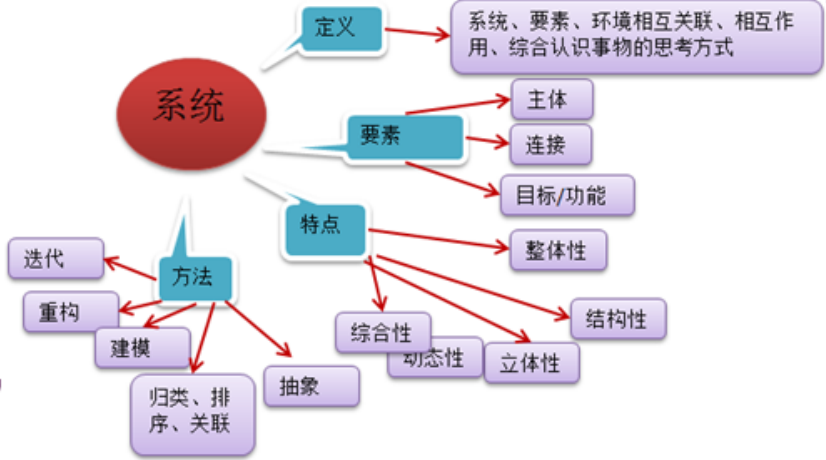 系统
定义
系统、要素、环境相互关联、相互作
用、综合认识事物的思考方式
要素
主体
连接
目标/功能
特点
整体性
结构性
立体性
动态性
综合性
方法
迭代
重构
建模
归类、排
序、关联
抽象